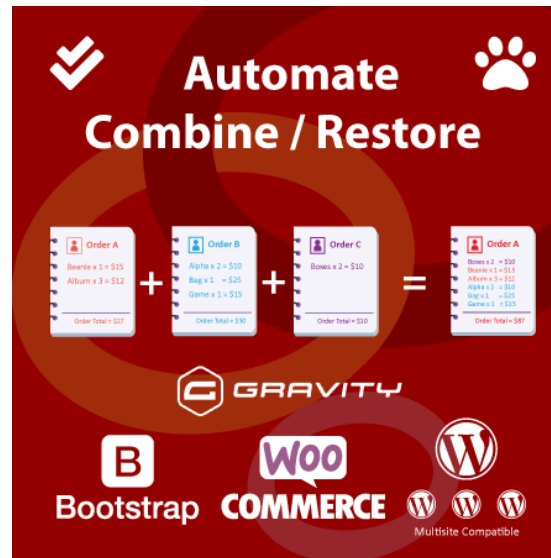 Automate
Combine / Restore
Order A
Beanie x 1 = $15
Album x 3 = $12
Order Total = $27
+
Order B
Alpha x 2 = $10
Bag x 1 = $25
Game x 1 = $15
Order Total = $50
+
Order C
Boxes x 2 = $10
Order Total = $10
=
Order A
Boxes x 2 = $10
Beanie x 1 = $15
Album x 3 = $12
Alpha x 2 = $10
Bag x 1 = $25
Game x 1 = $15
Order Total = $87
GRAVITY
B
Bootstrap
WOO
COMMERCE
Multisite Compatible